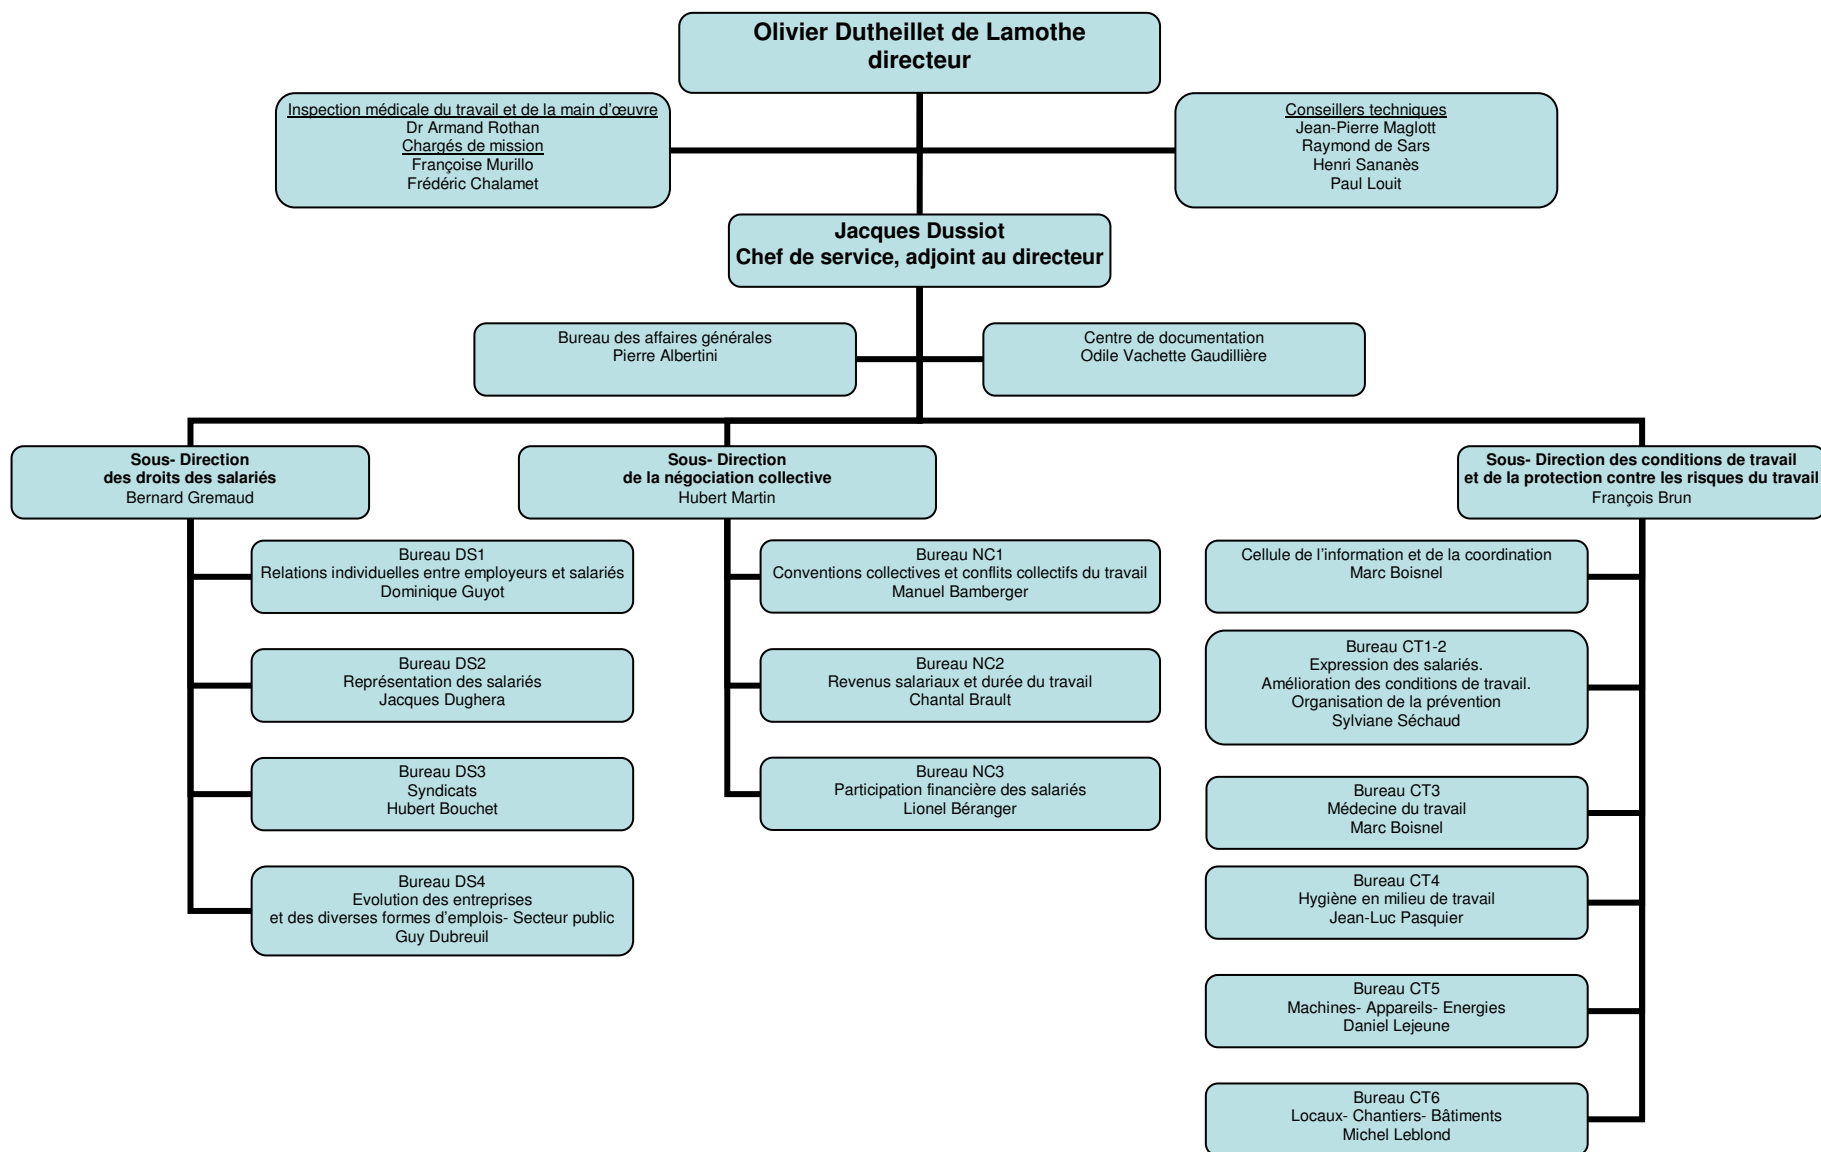 Olivier Dutheillet de Lamothe
directeur
Inspection médicale du travail et de la main d’œuvre
Dr Armand Rothan
Chargés de mission
Françoise Murillo
Frédéric Chalamet
Conseillers techniques
Jean-Pierre Maglott
Raymond de Sars
Henri Sananès
Paul Louit
Jacques Dussiot
Chef de service, adjoint au directeur
Bureau des affaires générales
Pierre Albertini
Centre de documentation
Odile Vachette Gaudillière
Sous- Direction
des droits des salariés
Bernard Gremaud
Sous- Direction
de la négociation collective
Hubert Martin
Sous- Direction des conditions de travail
et de la protection contre les risques du travail
François Brun
Bureau DS1
Relations individuelles entre employeurs et salariés
Dominique Guyot
Bureau DS2
Représentation des salariés
Jacques Dughera
Bureau DS3
Syndicats
Hubert Bouchet
Bureau DS4
Evolution des entreprises
et des diverses formes d’emplois- Secteur public
Guy Dubreuil
Bureau NC1
Conventions collectives et conflits collectifs du travail
Manuel Bamberger
Bureau NC2
Revenus salariaux et durée du travail
Chantal Brault
Bureau NC3
Participation financière des salariés
Lionel Béranger
Cellule de l’information et de la coordination
Marc Boisnel
Bureau CT1-2
Expression des salariés.
Amélioration des conditions de travail.
Organisation de la prévention
Sylviane Séchaud
Bureau CT3
Médecine du travail
Marc Boisnel
Bureau CT4
Hygiène en milieu de travail
Jean-Luc Pasquier
Bureau CT5
Machines- Appareils- Energies
Daniel Lejeune
Bureau CT6
Locaux- Chantiers- Bâtiments
Michel Leblond